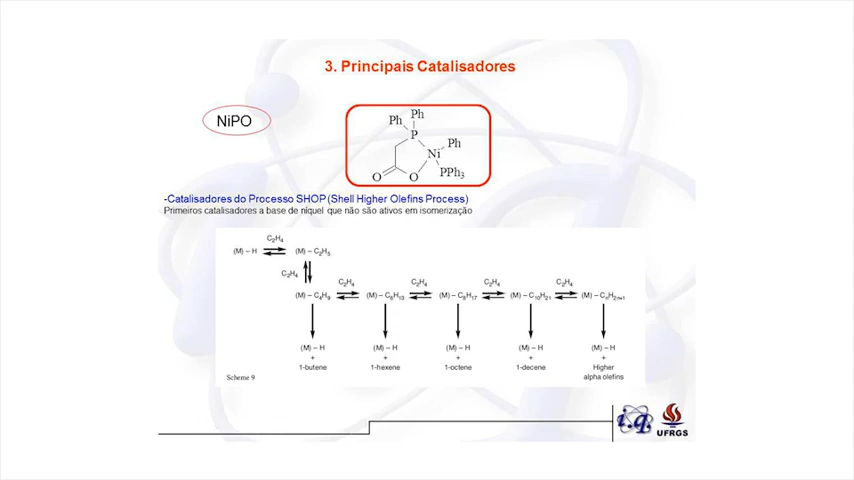 3. Principais Catalisadores
NiPO
Ph
Ph
P
Ph
Ni
O
O
PPh₃
-Catalisadores do Processo SHOP (Shell Higher Olefins Process)
Primeiros catalisadores a base de níquel que não são ativos em isomerização
C₂H₄
(M) – H (M) – C₂H₅
C₂H₄
C₂H₄ C₂H₄ C₂H₄ C₂H₄
(M) – C₄H₉ (M) – C₆H₁₃ (M) – C₈H₁₇ (M) – C₁₀H₂₁ (M) – CₙH₂ₙ₊₁
(M) – H (M) – H (M) – H (M) – H (M) – H
+ + + + +
1-butene 1-hexene 1-octene 1-decene Higher
alpha olefins
Scheme 9
i.q.
UFRGS